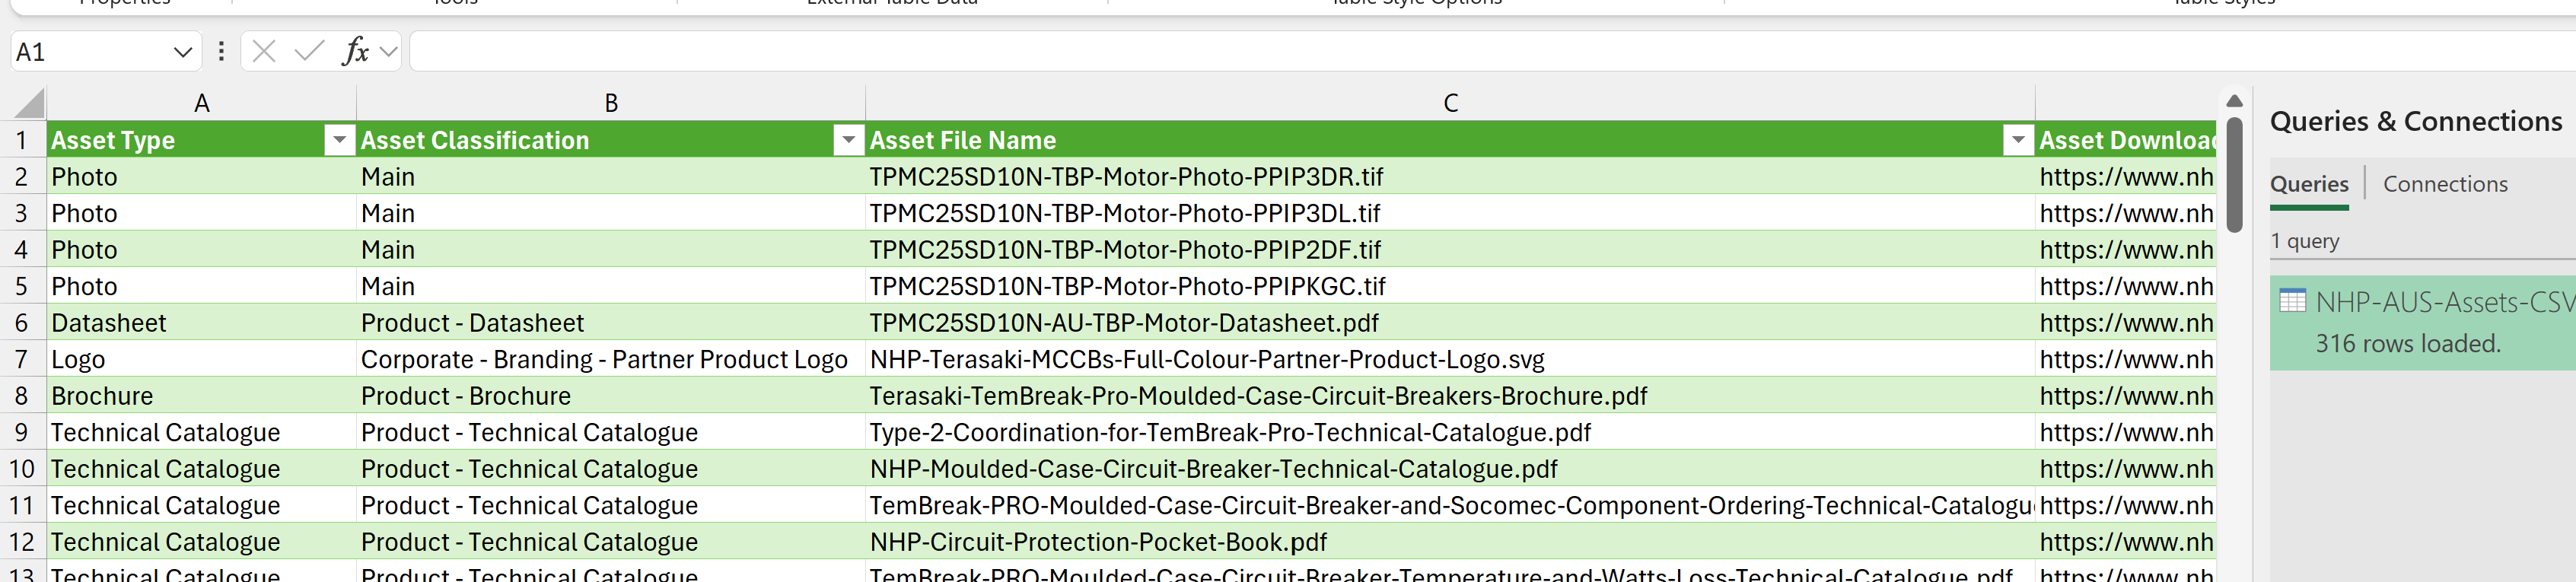 Properties Tools External Table Data Table Style Options Table Styles
A1 fx
A B C
1 Asset Type Asset Classification Asset File Name Asset Downloa
2 Photo Main TPMC25SD10N-TBP-Motor-Photo-PPIP3DR.tif https://www.nh
3 Photo Main TPMC25SD10N-TBP-Motor-Photo-PPIP3DL.tif https://www.nh
4 Photo Main TPMC25SD10N-TBP-Motor-Photo-PPIP2DF.tif https://www.nh
5 Photo Main TPMC25SD10N-TBP-Motor-Photo-PPIPKGC.tif https://www.nh
6 Datasheet Product - Datasheet TPMC25SD10N-AU-TBP-Motor-Datasheet.pdf https://www.nh
7 Logo Corporate - Branding - Partner Product Logo NHP-Terasaki-MCCBs-Full-Colour-Partner-Product-Logo.svg https://www.nh
8 Brochure Product - Brochure Terasaki-TemBreak-Pro-Moulded-Case-Circuit-Breakers-Brochure.pdf https://www.nh
9 Technical Catalogue Product - Technical Catalogue Type-2-Coordination-for-TemBreak-Pro-Technical-Catalogue.pdf https://www.nh
10 Technical Catalogue Product - Technical Catalogue NHP-Moulded-Case-Circuit-Breaker-Technical-Catalogue.pdf https://www.nh
11 Technical Catalogue Product - Technical Catalogue TemBreak-PRO-Moulded-Case-Circuit-Breaker-and-Socomec-Component-Ordering-Technical-Catalogu https://www.nh
12 Technical Catalogue Product - Technical Catalogue NHP-Circuit-Protection-Pocket-Book.pdf https://www.nh
13 Technical Catalogue Product - Technical Catalogue TemBreak-PRO-Moulded-Case-Circuit-Breaker-Temperature-and-Watts-Loss-Technical-Catalogue.pdf https://www.nh
Queries & Connections
Queries Connections
1 query
NHP-AUS-Assets-CSV
316 rows loaded.